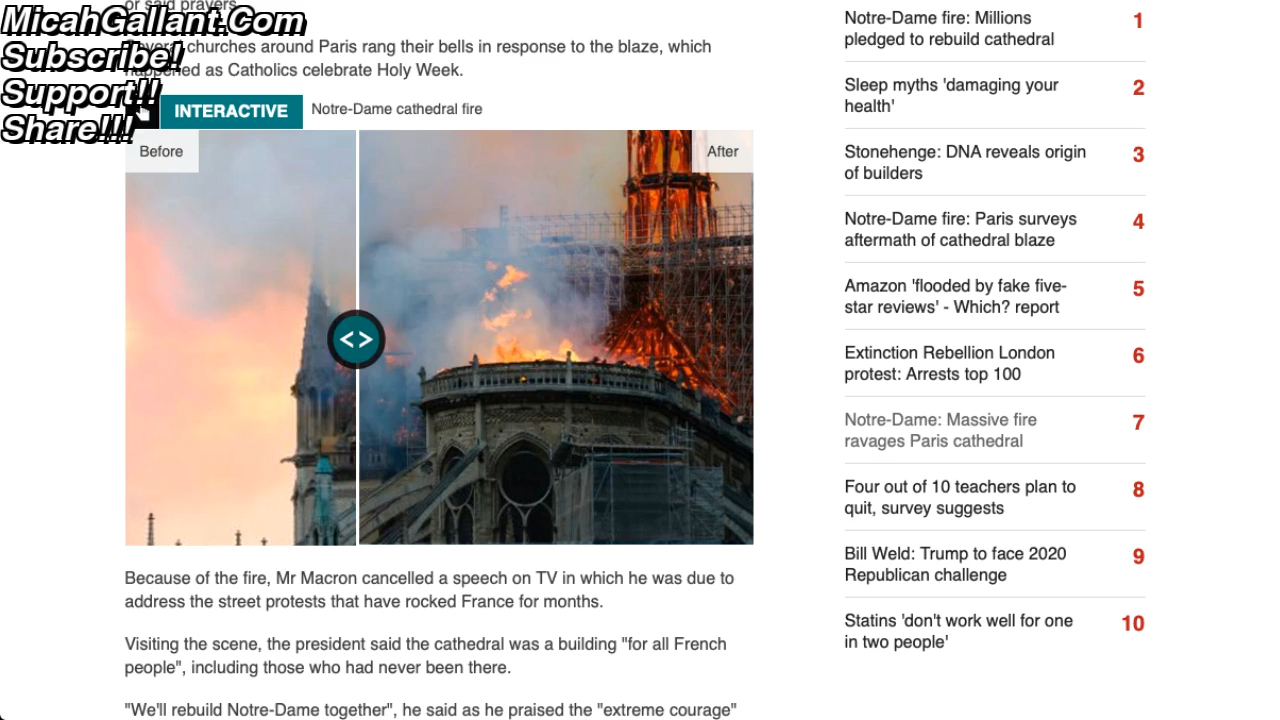 or said prayers.
MicahGallant.Com
Subscribe!
Support!!
Share!!!
Several churches around Paris rang their bells in response to the blaze, which
happened as Catholics celebrate Holy Week.
INTERACTIVE Notre-Dame cathedral fire
Before
After
<>
Because of the fire, Mr Macron cancelled a speech on TV in which he was due to
address the street protests that have rocked France for months.
Visiting the scene, the president said the cathedral was a building "for all French
people", including those who had never been there.
"We'll rebuild Notre-Dame together", he said as he praised the "extreme courage"
Notre-Dame fire: Millions 1
pledged to rebuild cathedral
Sleep myths 'damaging your 2
health'
Stonehenge: DNA reveals origin 3
of builders
Notre-Dame fire: Paris surveys 4
aftermath of cathedral blaze
Amazon 'flooded by fake five- 5
star reviews' - Which? report
Extinction Rebellion London 6
protest: Arrests top 100
Notre-Dame: Massive fire 7
ravages Paris cathedral
Four out of 10 teachers plan to 8
quit, survey suggests
Bill Weld: Trump to face 2020 9
Republican challenge
Statins 'don't work well for one 10
in two people'